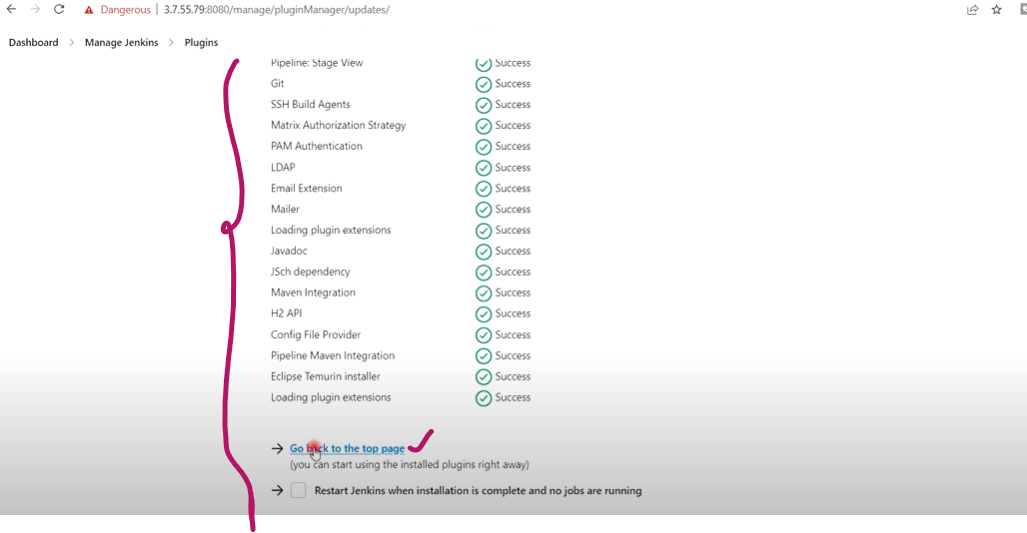 Dangerous | 3.7.55.79:8080/manage/pluginManager/updates/
Dashboard > Manage Jenkins > Plugins
Pipeline: Stage View Success
Git Success
SSH Build Agents Success
Matrix Authorization Strategy Success
PAM Authentication Success
LDAP Success
Email Extension Success
Mailer Success
Loading plugin extensions Success
Javadoc Success
JSch dependency Success
Maven Integration Success
H2 API Success
Config File Provider Success
Pipeline Maven Integration Success
Eclipse Temurin installer Success
Loading plugin extensions Success
Go back to the top page
(you can start using the installed plugins right away)
Restart Jenkins when installation is complete and no jobs are running